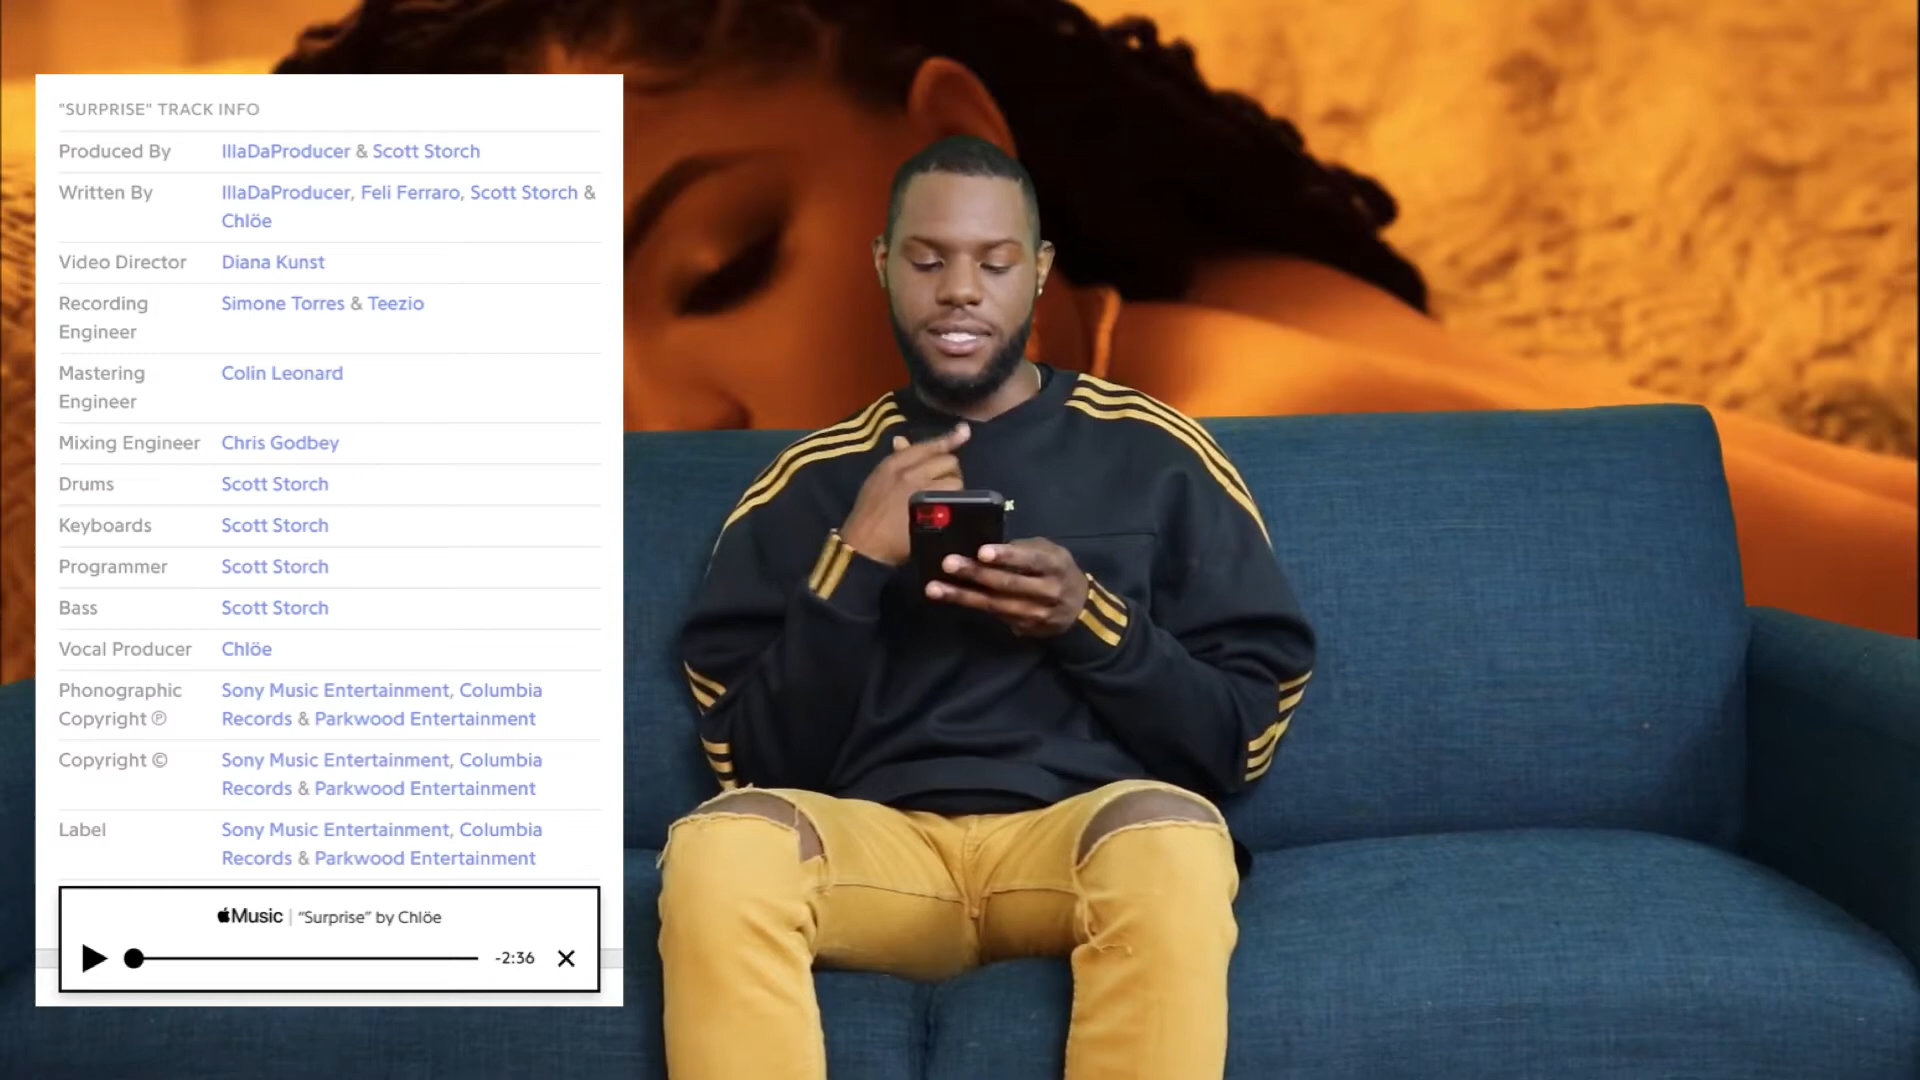 "SURPRISE" TRACK INFO
Produced By IllaDaProducer & Scott Storch
Written By IllaDaProducer, Feli Ferraro, Scott Storch &
Chlöe
Video Director Diana Kunst
Recording Simone Torres & Teezio
Engineer
Mastering Colin Leonard
Engineer
Mixing Engineer Chris Godbey
Drums Scott Storch
Keyboards Scott Storch
Programmer Scott Storch
Bass Scott Storch
Vocal Producer Chlöe
Phonographic Sony Music Entertainment, Columbia
Copyright ℗ Records & Parkwood Entertainment
Copyright © Sony Music Entertainment, Columbia
Records & Parkwood Entertainment
Label Sony Music Entertainment, Columbia
Records & Parkwood Entertainment
Music | “Surprise” by Chlöe
-2:36